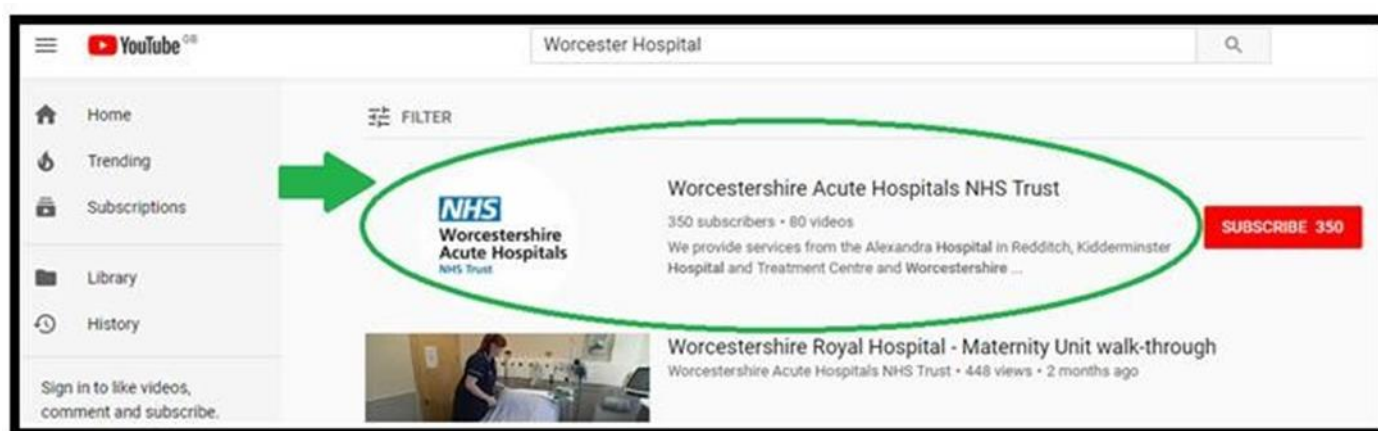 YouTube GB
Worcester Hospital
Home
Trending
Subscriptions
Library
History
Sign in to like videos,
comment and subscribe.
FILTER
NHS
Worcestershire
Acute Hospitals
NHS Trust
Worcestershire Acute Hospitals NHS Trust
350 subscribers • 80 videos
We provide services from the Alexandra Hospital in Redditch, Kidderminster
Hospital and Treatment Centre and Worcestershire ...
SUBSCRIBE 350
Worcestershire Royal Hospital - Maternity Unit walk-through
Worcestershire Acute Hospitals NHS Trust • 448 views • 2 months ago